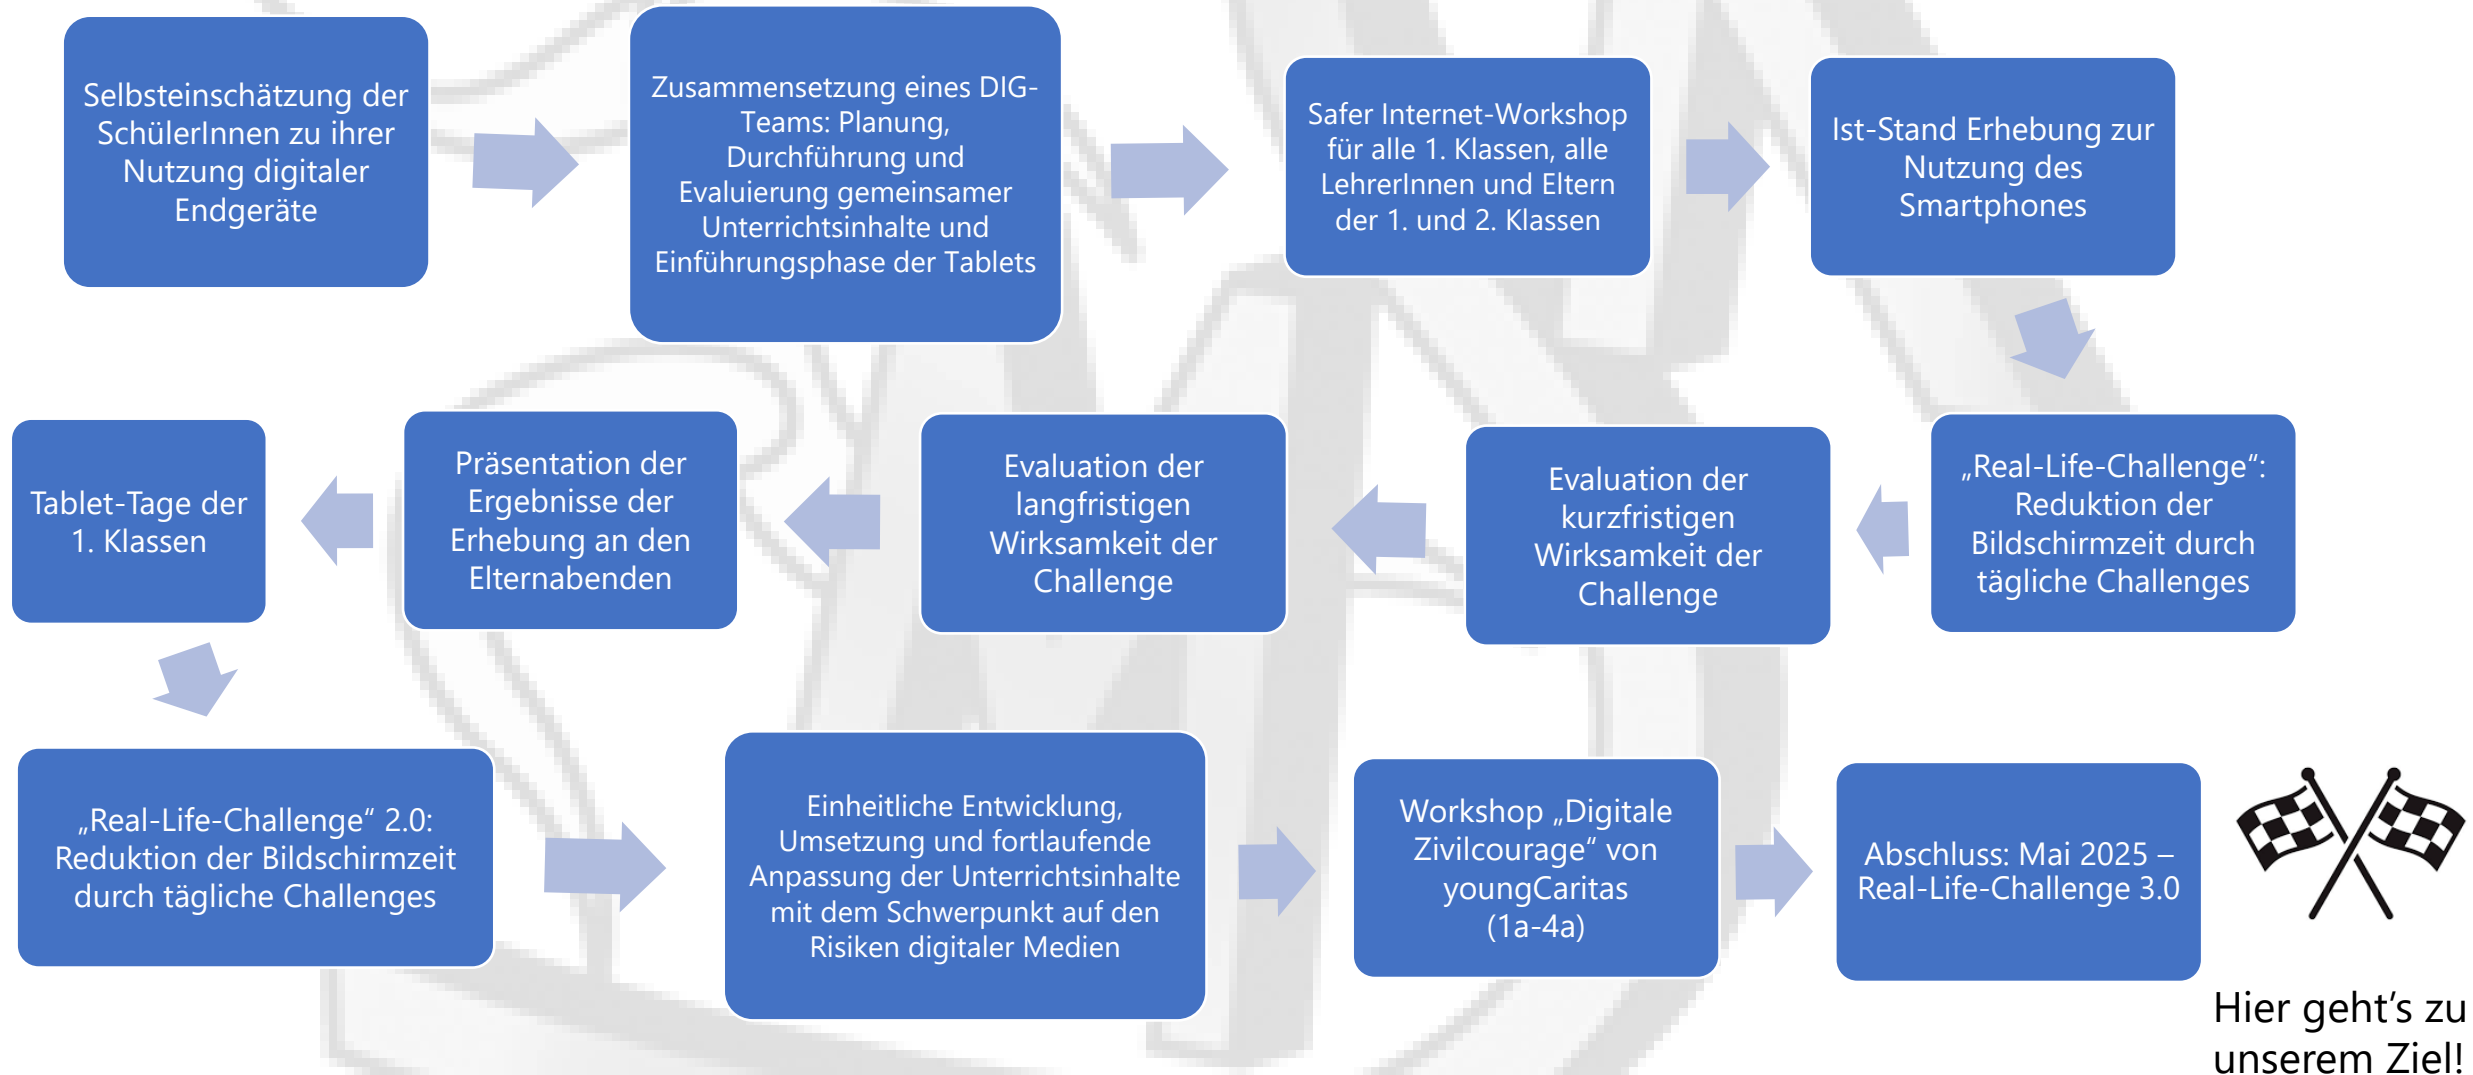 Selbsteinschätzung der
SchülerInnen zu ihrer
Nutzung digitaler
Endgeräte
Zusammensetzung eines DIG-
Teams: Planung,
Durchführung und
Evaluierung gemeinsamer
Unterrichtsinhalte und
Einführungsphase der Tablets
Safer Internet-Workshop
für alle 1. Klassen, alle
LehrerInnen und Eltern
der 1. und 2. Klassen
Ist-Stand Erhebung zur
Nutzung des
Smartphones
„Real-Life-Challenge“:
Reduktion der
Bildschirmzeit durch
tägliche Challenges
Evaluation der
kurzfristigen
Wirksamkeit der
Challenge
Evaluation der
langfristigen
Wirksamkeit der
Challenge
Präsentation der
Ergebnisse der
Erhebung an den
Elternabenden
Tablet-Tage der
1. Klassen
„Real-Life-Challenge“ 2.0:
Reduktion der Bildschirmzeit
durch tägliche Challenges
Einheitliche Entwicklung,
Umsetzung und fortlaufende
Anpassung der Unterrichtsinhalte
mit dem Schwerpunkt auf den
Risiken digitaler Medien
Workshop „Digitale
Zivilcourage“ von
youngCaritas
(1a-4a)
Abschluss: Mai 2025 –
Real-Life-Challenge 3.0
Hier geht’s zu
unserem Ziel!